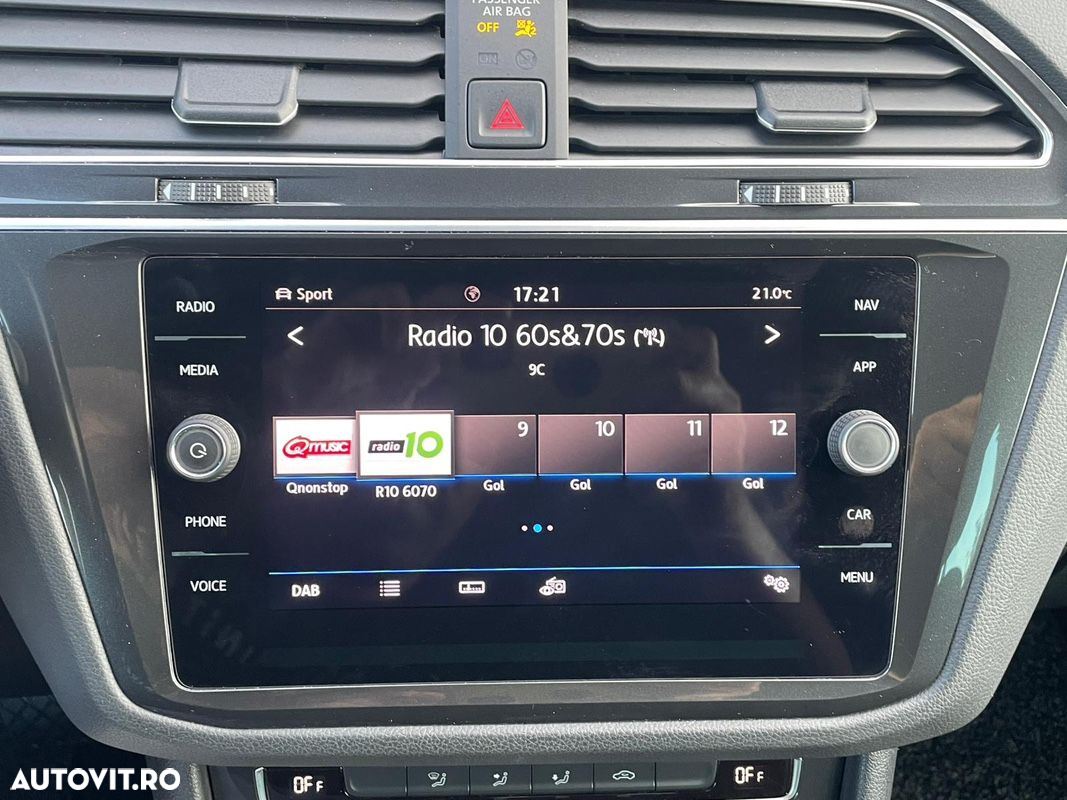 PASSENGER
AIR BAG
OFF
ON
RADIO
MEDIA
PHONE
VOICE
Sport
17:21
21.0°C
< Radio 10 60s&70s >
9C
Qmusic
radio 10
9
10
11
12
Qnonstop
R10 6070
Gol
Gol
Gol
Gol
DAB
NAV
APP
CAR
MENU
OFF
OFF
AUTOVIT.RO